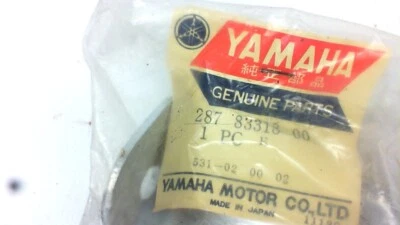 YAMAHA
純正部品
GENUINE PARTS
287 83318 00
1 PC
531-02 00 02
YAMAHA MOTOR CO.,LTD
MADE IN JAPAN